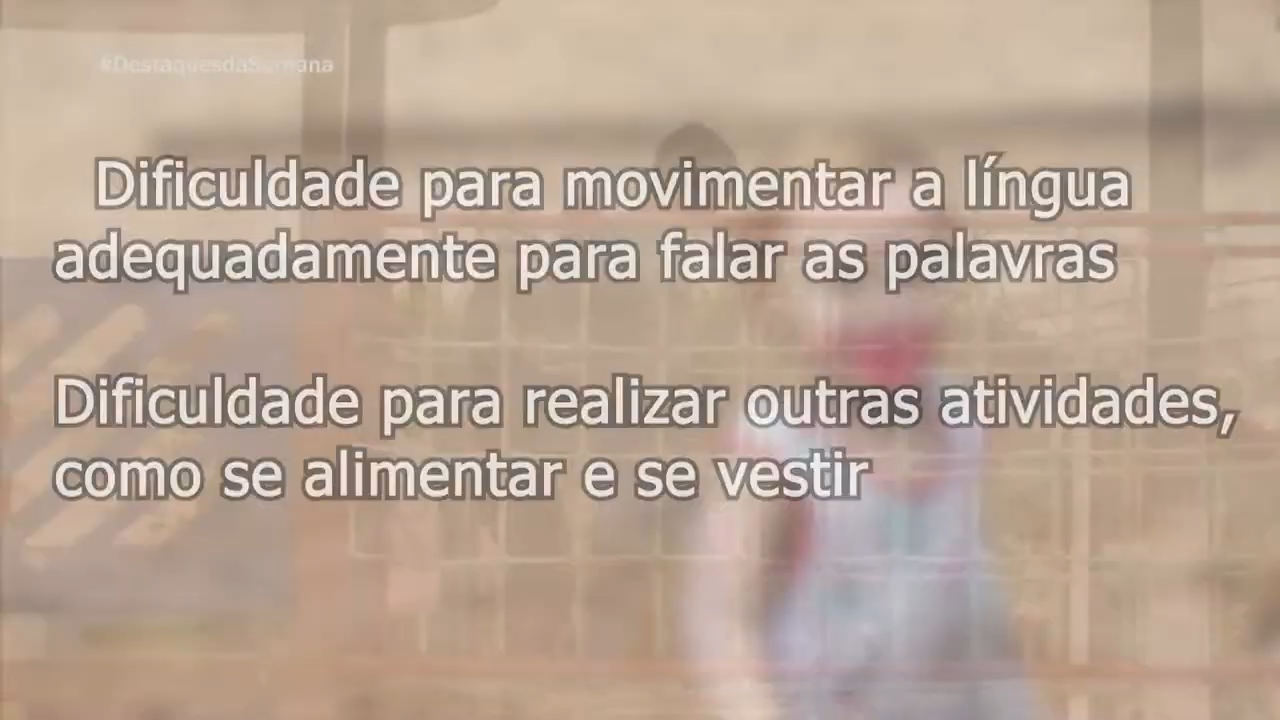 #DestaquesdaSemana
Dificuldade para movimentar a língua
adequadamente para falar as palavras
Dificuldade para realizar outras atividades,
como se alimentar e se vestir